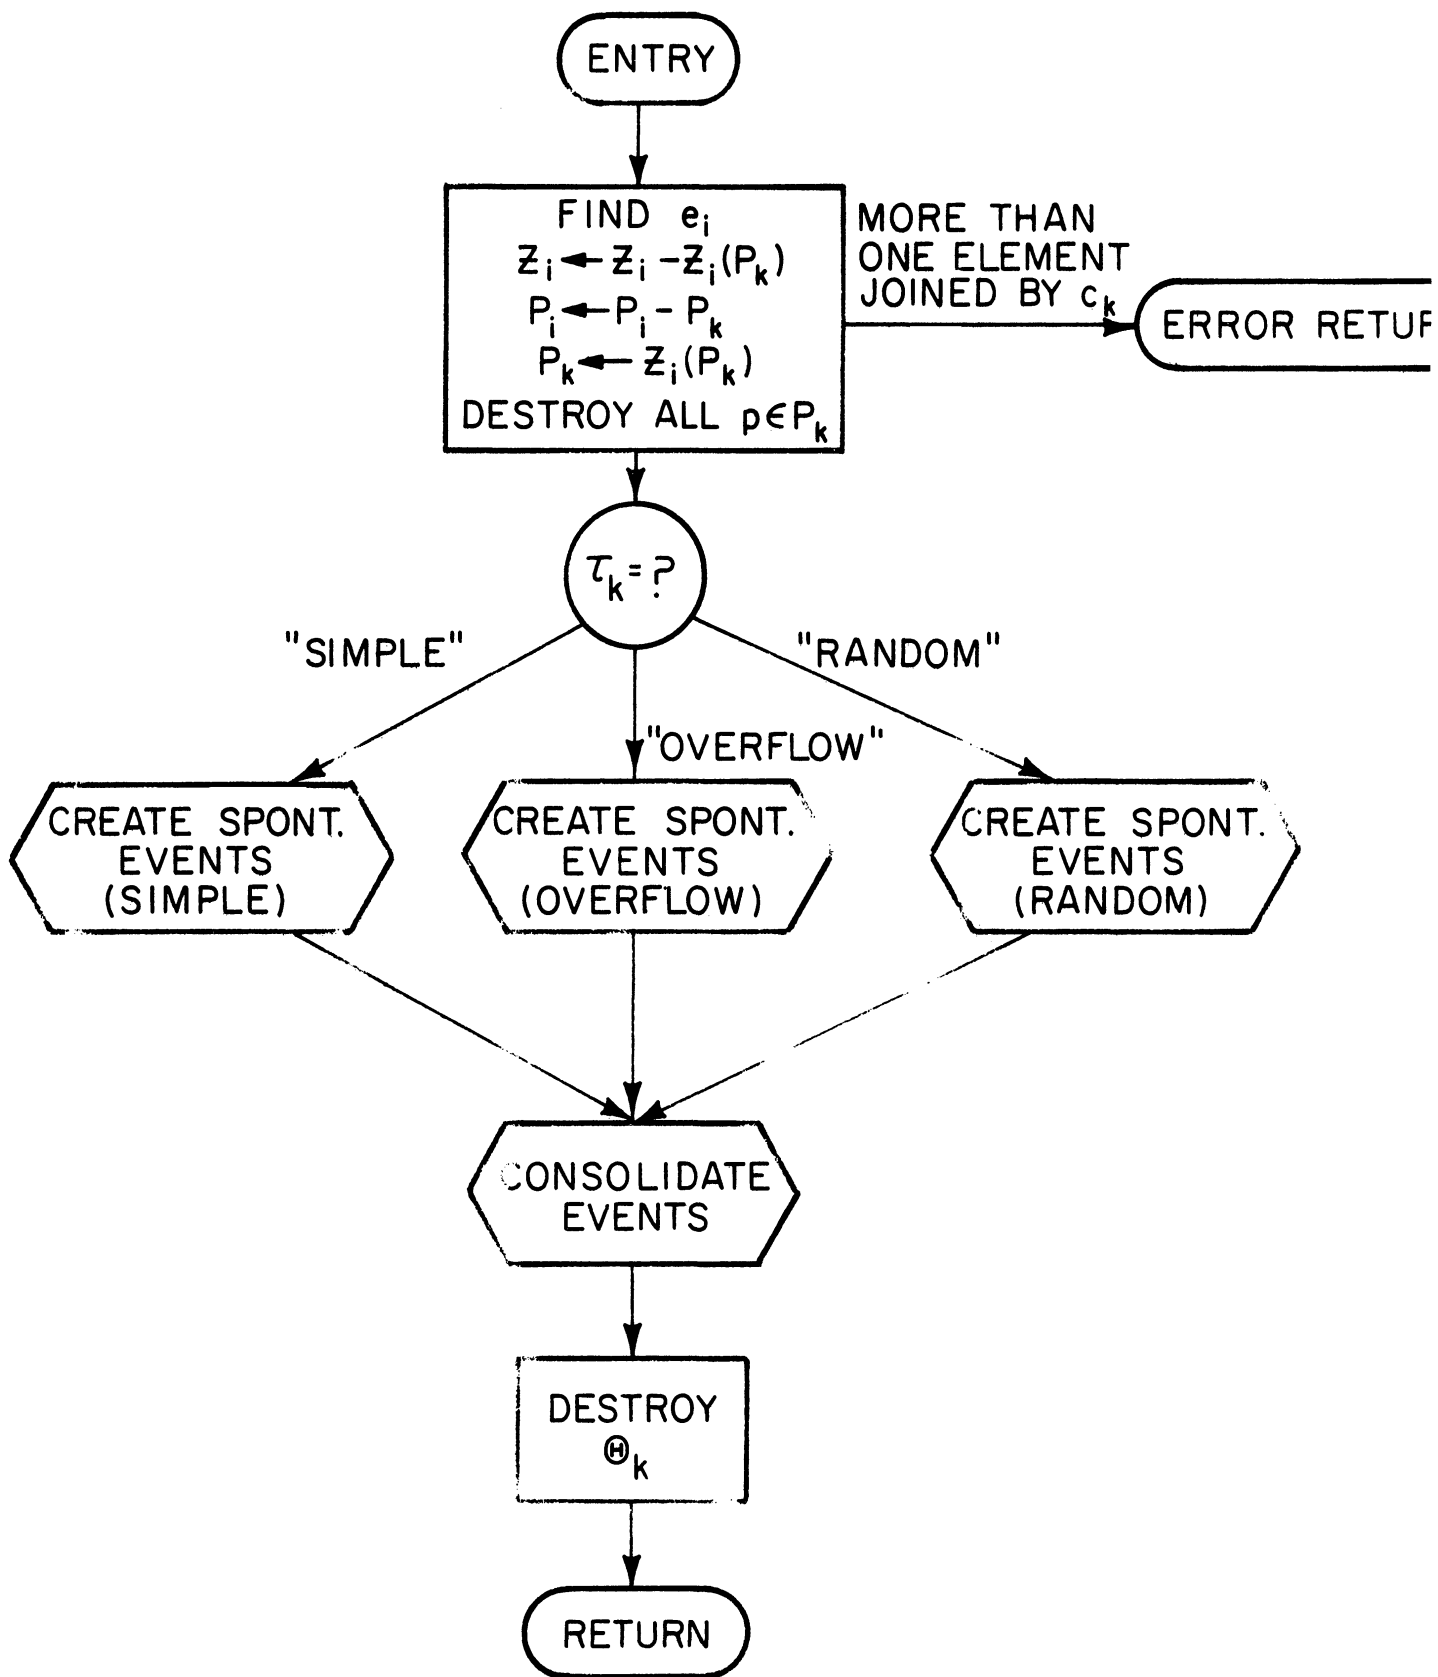 ENTRY
FIND eᵢ
Zᵢ ← Zᵢ - Zᵢ(Pₖ)
Pᵢ ← Pᵢ - Pₖ
Pₖ ← Zᵢ(Pₖ)
DESTROY ALL p∈Pₖ
MORE THAN
ONE ELEMENT
JOINED BY cₖ
ERROR RETUR
τₖ = ?
"SIMPLE"
"OVERFLOW"
"RANDOM"
CREATE SPONT.
EVENTS
(SIMPLE)
CREATE SPONT.
EVENTS
(OVERFLOW)
CREATE SPONT.
EVENTS
(RANDOM)
CONSOLIDATE
EVENTS
DESTROY
Θₖ
RETURN